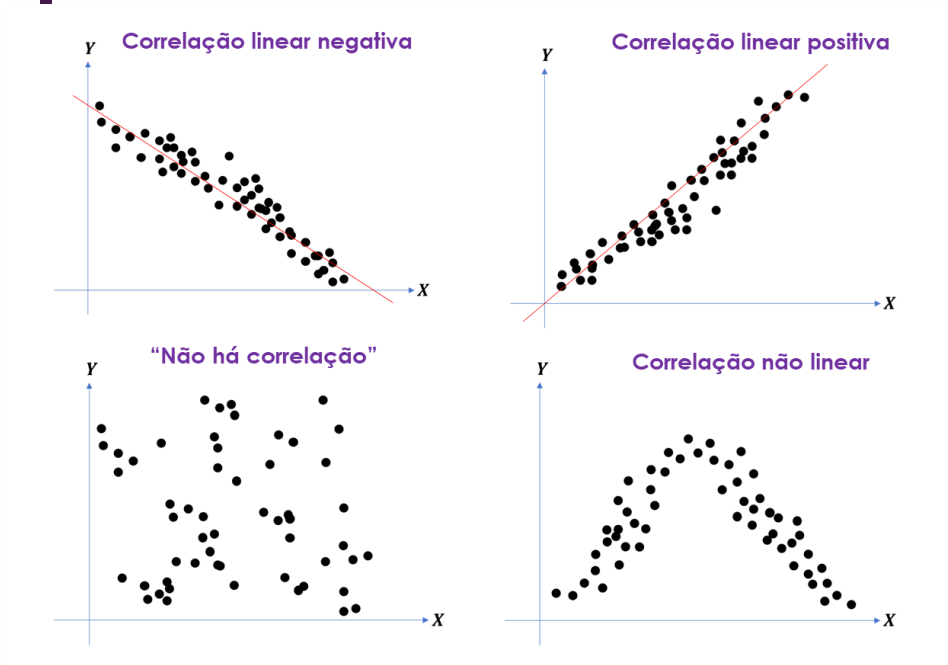 Correlação linear negativa
Y
X
Correlação linear positiva
Y
X
“Não há correlação”
Y
X
Correlação não linear
Y
X